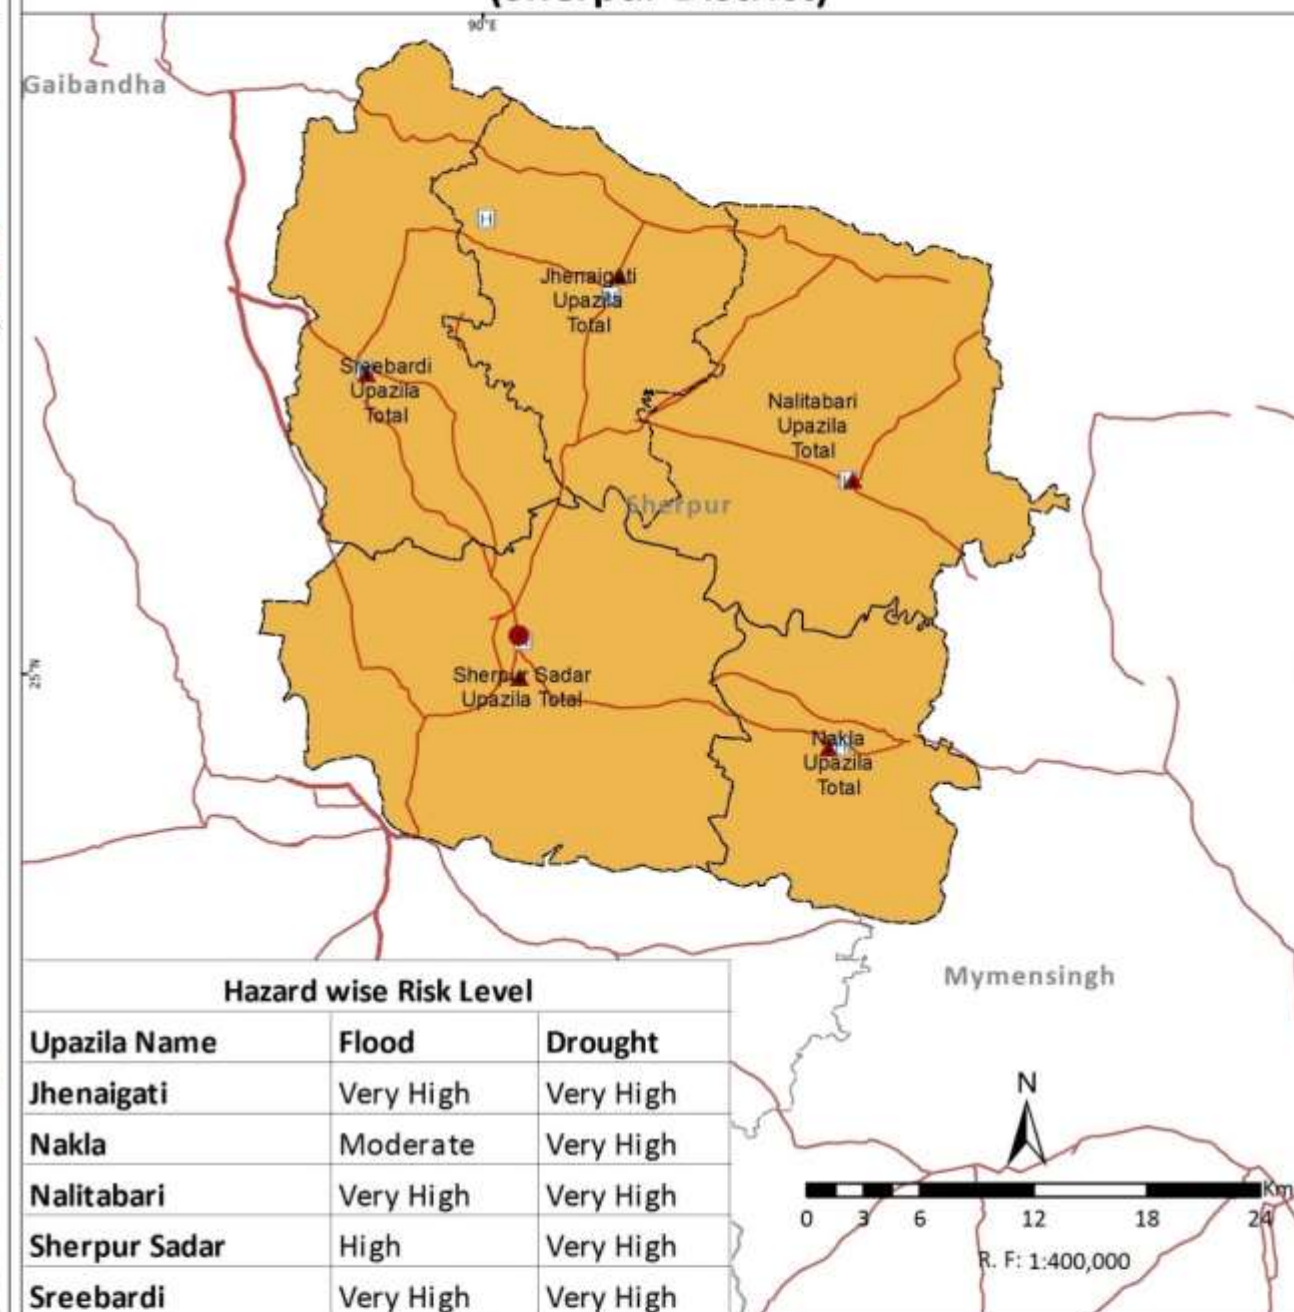 (Sherpur District)
90°E
Gaibandha
H
Jhenaigati
Upazila
Total
Sreebardi
Upazila
Total
Nalitabari
Upazila
Total
Sherpur
25°N
Sherpur Sadar
Upazila Total
Nakla
Upazila
Total
Mymensingh
Hazard wise Risk Level
Upazila Name Flood Drought
Jhenaigati Very High Very High
Nakla Moderate Very High
Nalitabari Very High Very High
Sherpur Sadar High Very High
Sreebardi Very High Very High
N
Km
0 3 6 12 18 24
R. F: 1:400,000